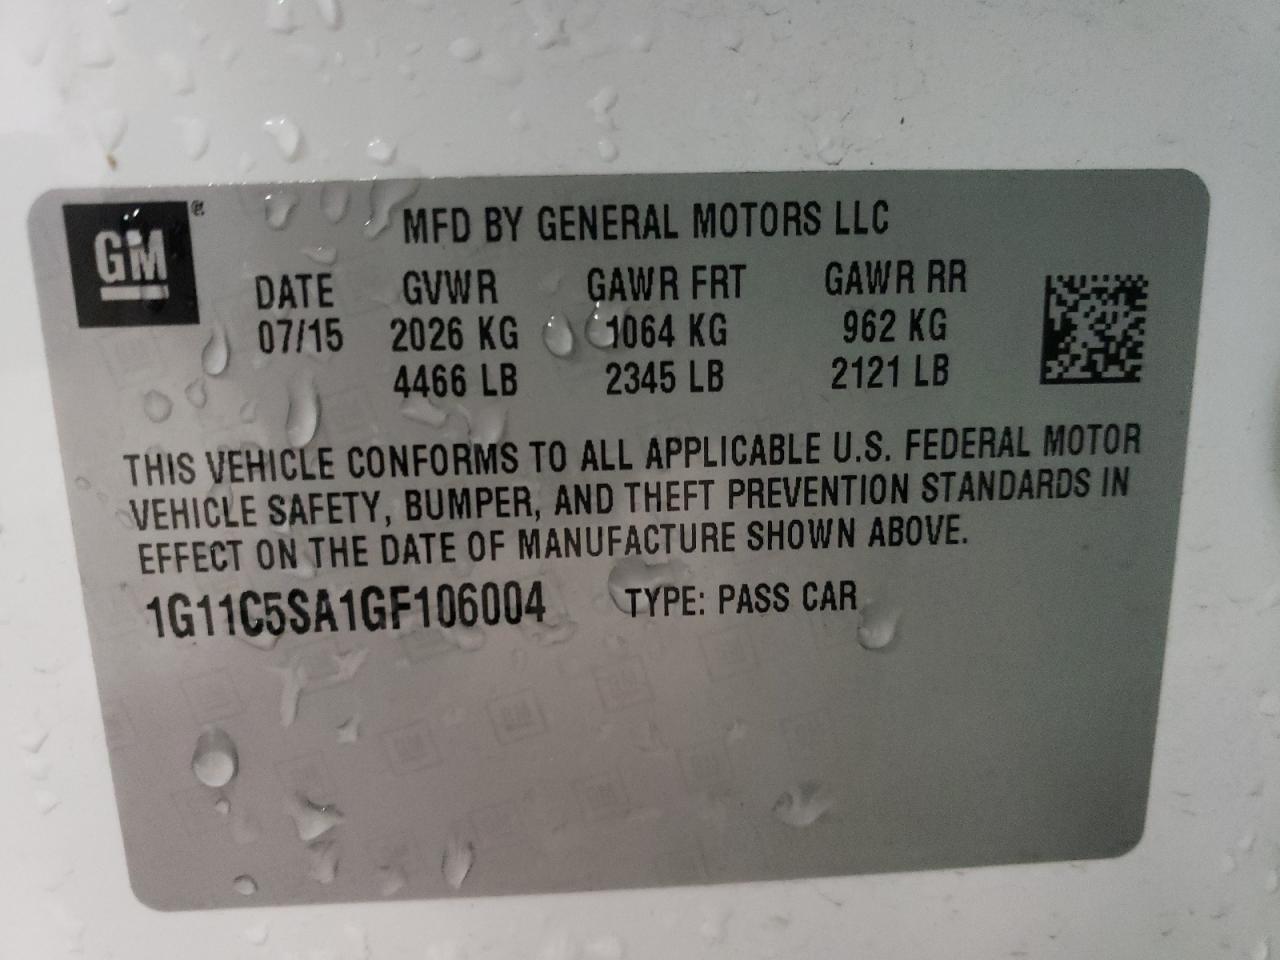 GM®
MFD BY GENERAL MOTORS LLC
DATE GVWR GAWR FRT GAWR RR
07/15 2026 KG 1064 KG 962 KG
4466 LB 2345 LB 2121 LB
THIS VEHICLE CONFORMS TO ALL APPLICABLE U.S. FEDERAL MOTOR
VEHICLE SAFETY, BUMPER, AND THEFT PREVENTION STANDARDS IN
EFFECT ON THE DATE OF MANUFACTURE SHOWN ABOVE.
1G11C5SA1GF106004 TYPE: PASS CAR